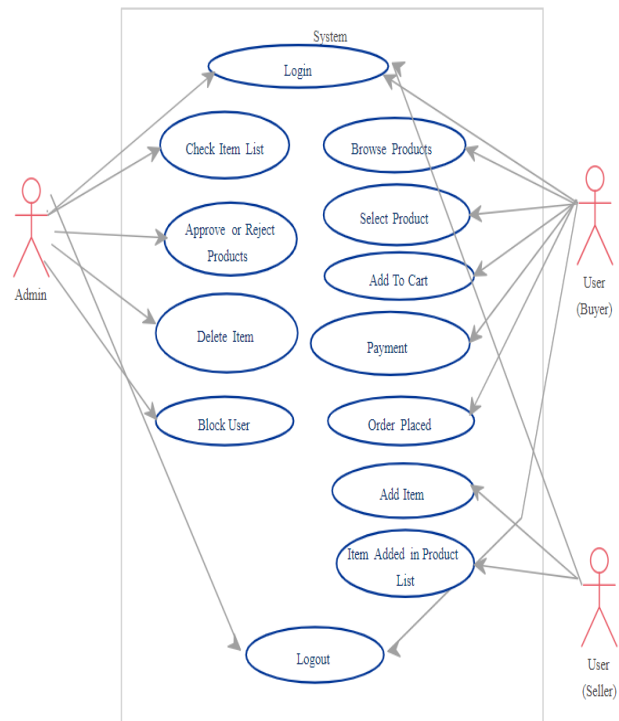 System
Login
Check Item List
Browse Products
Select Product
Approve or Reject
Products
Add To Cart
Admin
User
(Buyer)
Delete Item
Payment
Block User
Order Placed
Add Item
Item Added in Product
List
Logout
User
(Seller)